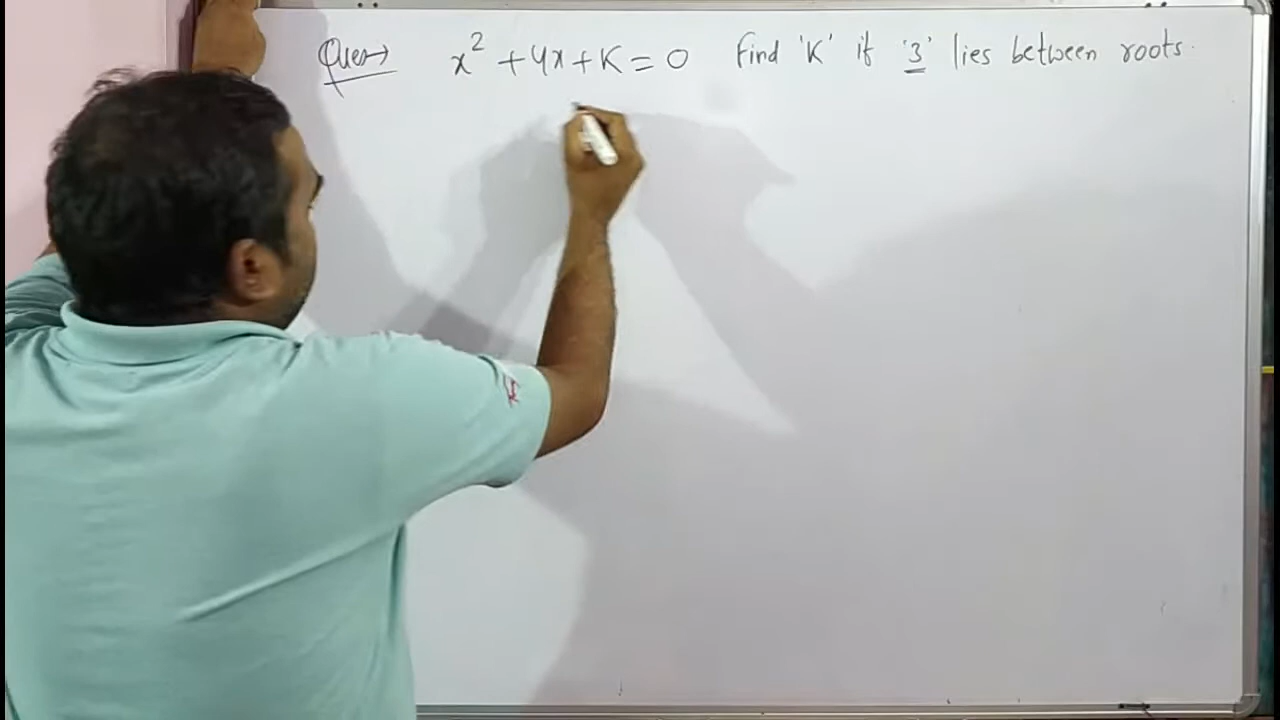 Ques→ x² + 4x + K = 0 Find 'K' if '3' lies between roots.